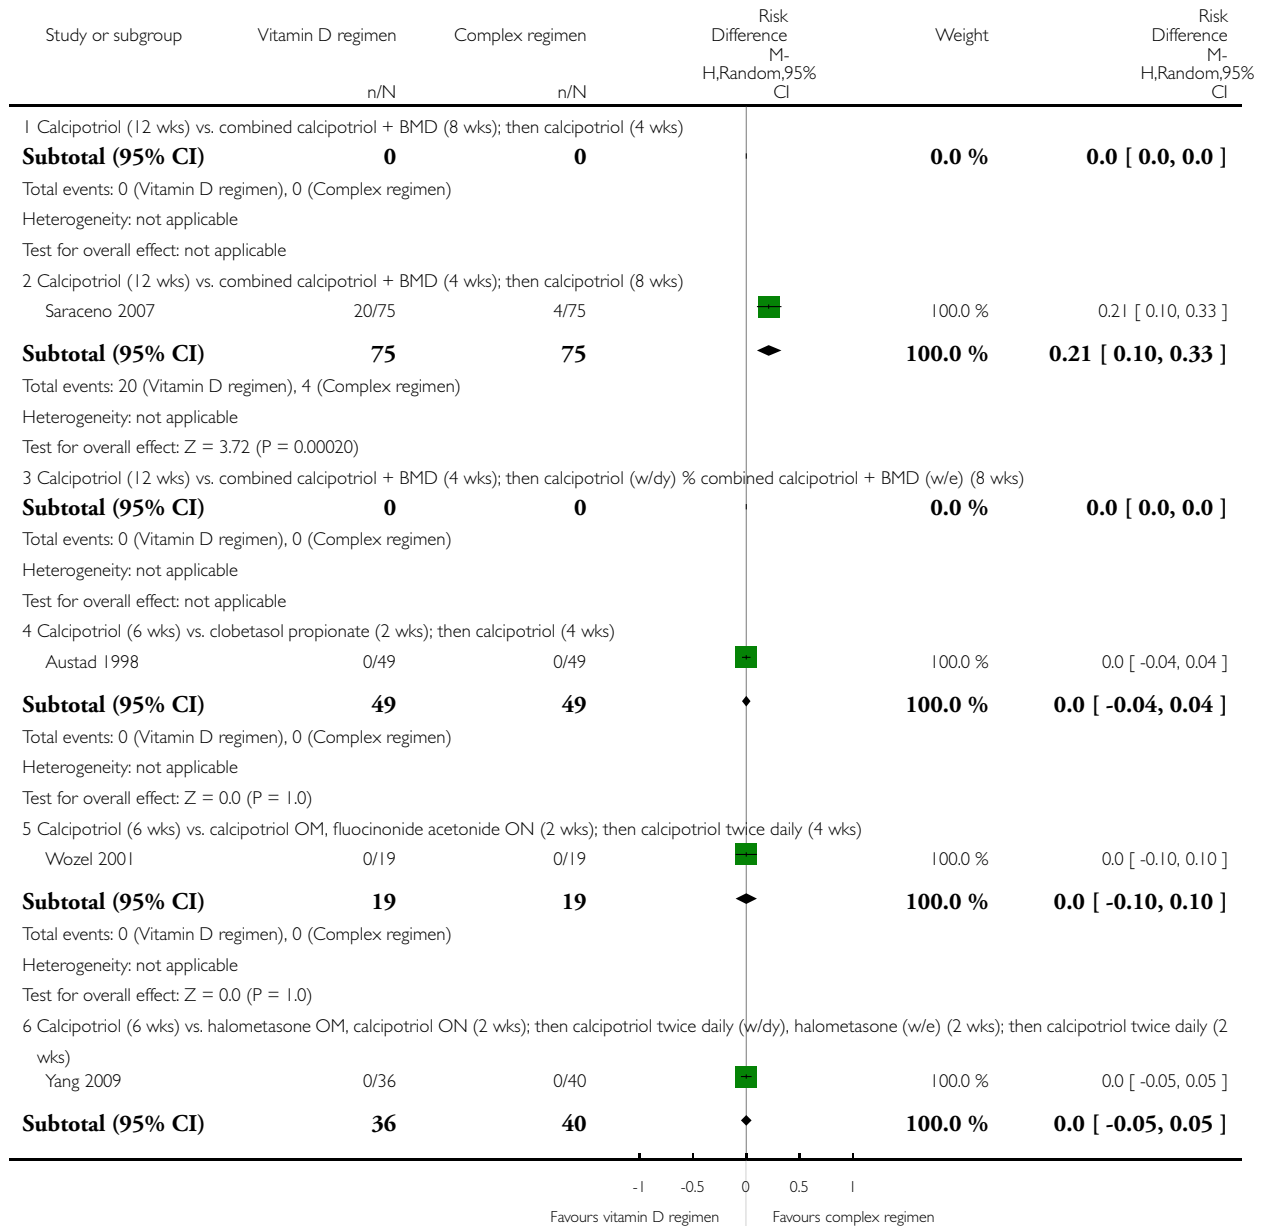 Study or subgroup Vitamin D regimen Complex regimen Risk Difference Weight Risk Difference
M- M-
H,Random,95% H,Random,95%
n/N n/N CI CI
1 Calcipotriol (12 wks) vs. combined calcipotriol + BMD (8 wks); then calcipotriol (4 wks)
Subtotal (95% CI) 0 0 0.0 % 0.0 [ 0.0, 0.0 ]
Total events: 0 (Vitamin D regimen), 0 (Complex regimen)
Heterogeneity: not applicable
Test for overall effect: not applicable
2 Calcipotriol (12 wks) vs. combined calcipotriol + BMD (4 wks); then calcipotriol (8 wks)
Saraceno 2007 20/75 4/75 100.0 % 0.21 [ 0.10, 0.33 ]
Subtotal (95% CI) 75 75 100.0 % 0.21 [ 0.10, 0.33 ]
Total events: 20 (Vitamin D regimen), 4 (Complex regimen)
Heterogeneity: not applicable
Test for overall effect: Z = 3.72 (P = 0.00020)
3 Calcipotriol (12 wks) vs. combined calcipotriol + BMD (4 wks); then calcipotriol (w/dy) % combined calcipotriol + BMD (w/e) (8 wks)
Subtotal (95% CI) 0 0 0.0 % 0.0 [ 0.0, 0.0 ]
Total events: 0 (Vitamin D regimen), 0 (Complex regimen)
Heterogeneity: not applicable
Test for overall effect: not applicable
4 Calcipotriol (6 wks) vs. clobetasol propionate (2 wks); then calcipotriol (4 wks)
Austad 1998 0/49 0/49 100.0 % 0.0 [ -0.04, 0.04 ]
Subtotal (95% CI) 49 49 100.0 % 0.0 [ -0.04, 0.04 ]
Total events: 0 (Vitamin D regimen), 0 (Complex regimen)
Heterogeneity: not applicable
Test for overall effect: Z = 0.0 (P = 1.0)
5 Calcipotriol (6 wks) vs. calcipotriol OM, fluocinonide acetonide ON (2 wks); then calcipotriol twice daily (4 wks)
Wozel 2001 0/19 0/19 100.0 % 0.0 [ -0.10, 0.10 ]
Subtotal (95% CI) 19 19 100.0 % 0.0 [ -0.10, 0.10 ]
Total events: 0 (Vitamin D regimen), 0 (Complex regimen)
Heterogeneity: not applicable
Test for overall effect: Z = 0.0 (P = 1.0)
6 Calcipotriol (6 wks) vs. halometasone OM, calcipotriol ON (2 wks); then calcipotriol twice daily (w/dy), halometasone (w/e) (2 wks); then calcipotriol twice daily (2
wks)
Yang 2009 0/36 0/40 100.0 % 0.0 [ -0.05, 0.05 ]
Subtotal (95% CI) 36 40 100.0 % 0.0 [ -0.05, 0.05 ]
-1 -0.5 0 0.5 1
Favours vitamin D regimen Favours complex regimen